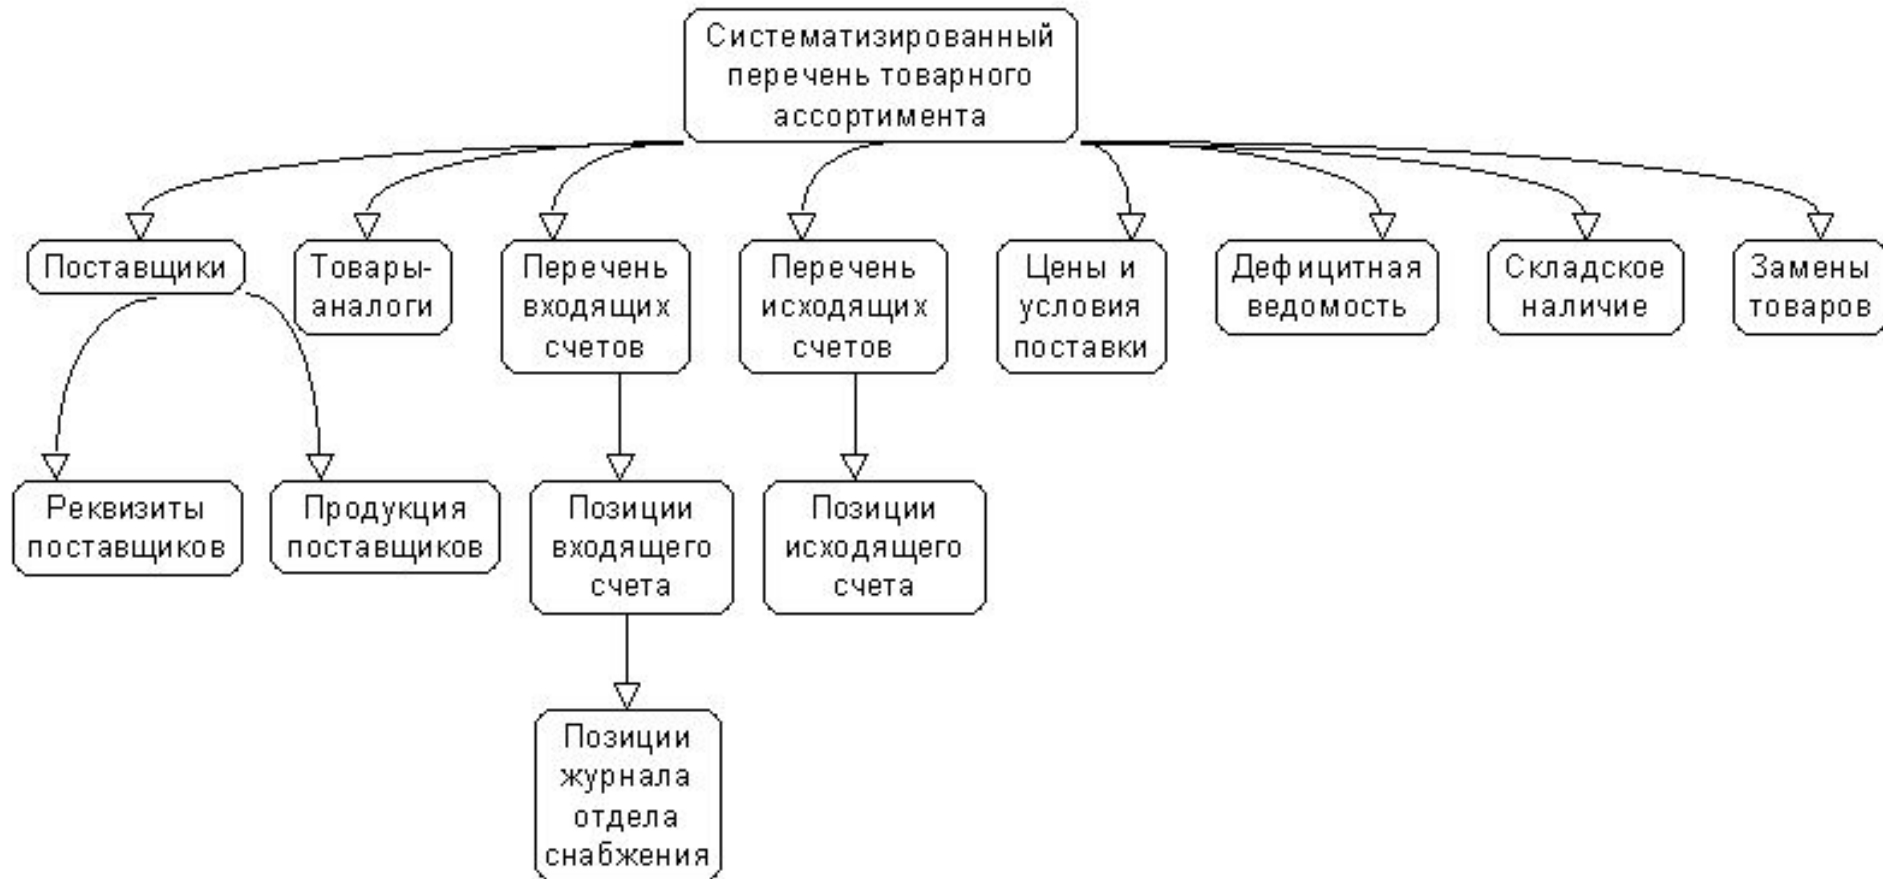 Систематизированный
перечень товарного
ассортимента
Поставщики
Товары-
аналоги
Перечень
входящих
счетов
Перечень
исходящих
счетов
Цены и
условия
поставки
Дефицитная
ведомость
Складское
наличие
Замены
товаров
Реквизиты
поставщиков
Продукция
поставщиков
Позиции
входящего
счета
Позиции
исходящего
счета
Позиции
журнала
отдела
снабжения